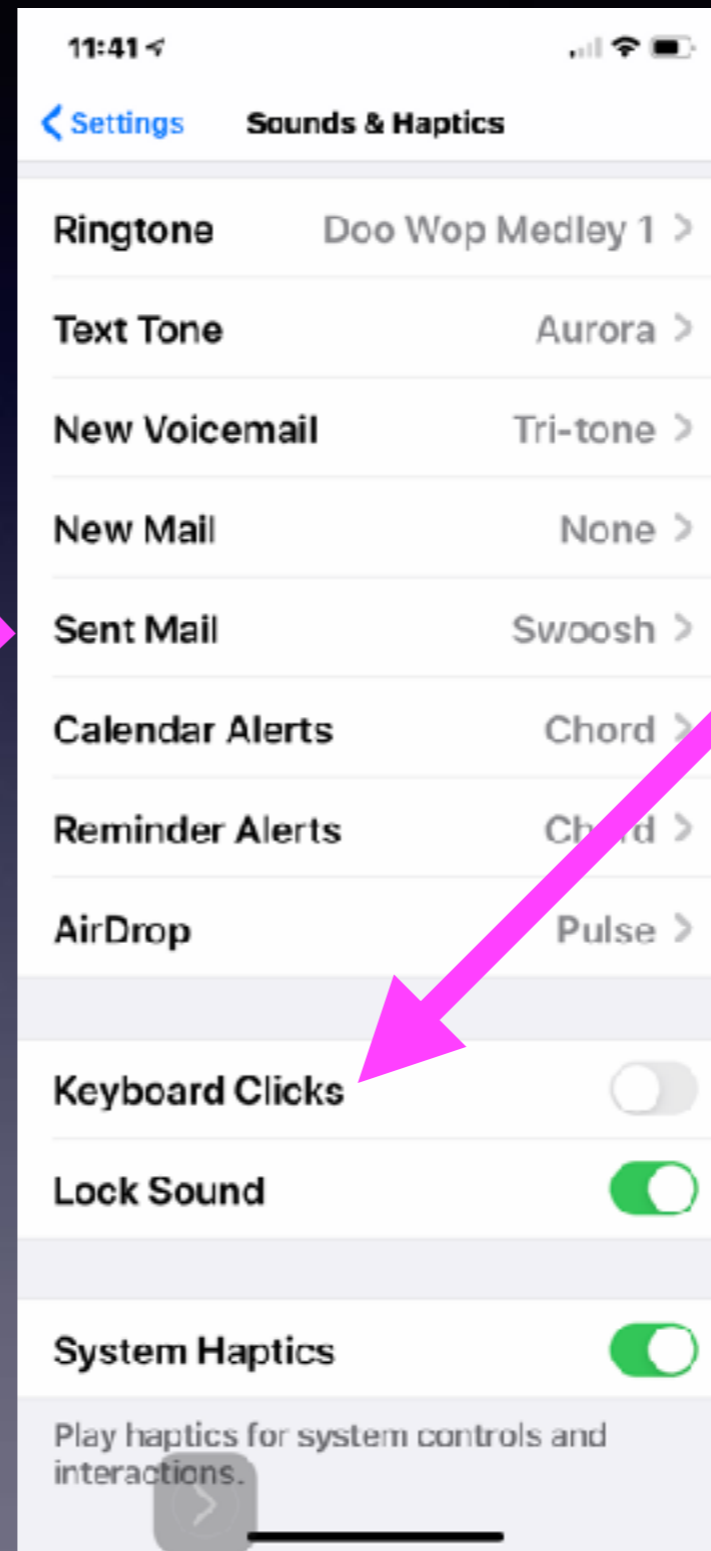 11:41
Settings Sounds & Haptics
Ringtone Doo Wop Medley 1
Text Tone Aurora
New Voicemail Tri-tone
New Mail None
Sent Mail Swoosh
Calendar Alerts Chord
Reminder Alerts Chord
AirDrop Pulse
Keyboard Clicks
Lock Sound
System Haptics
Play haptics for system controls and
interactions.